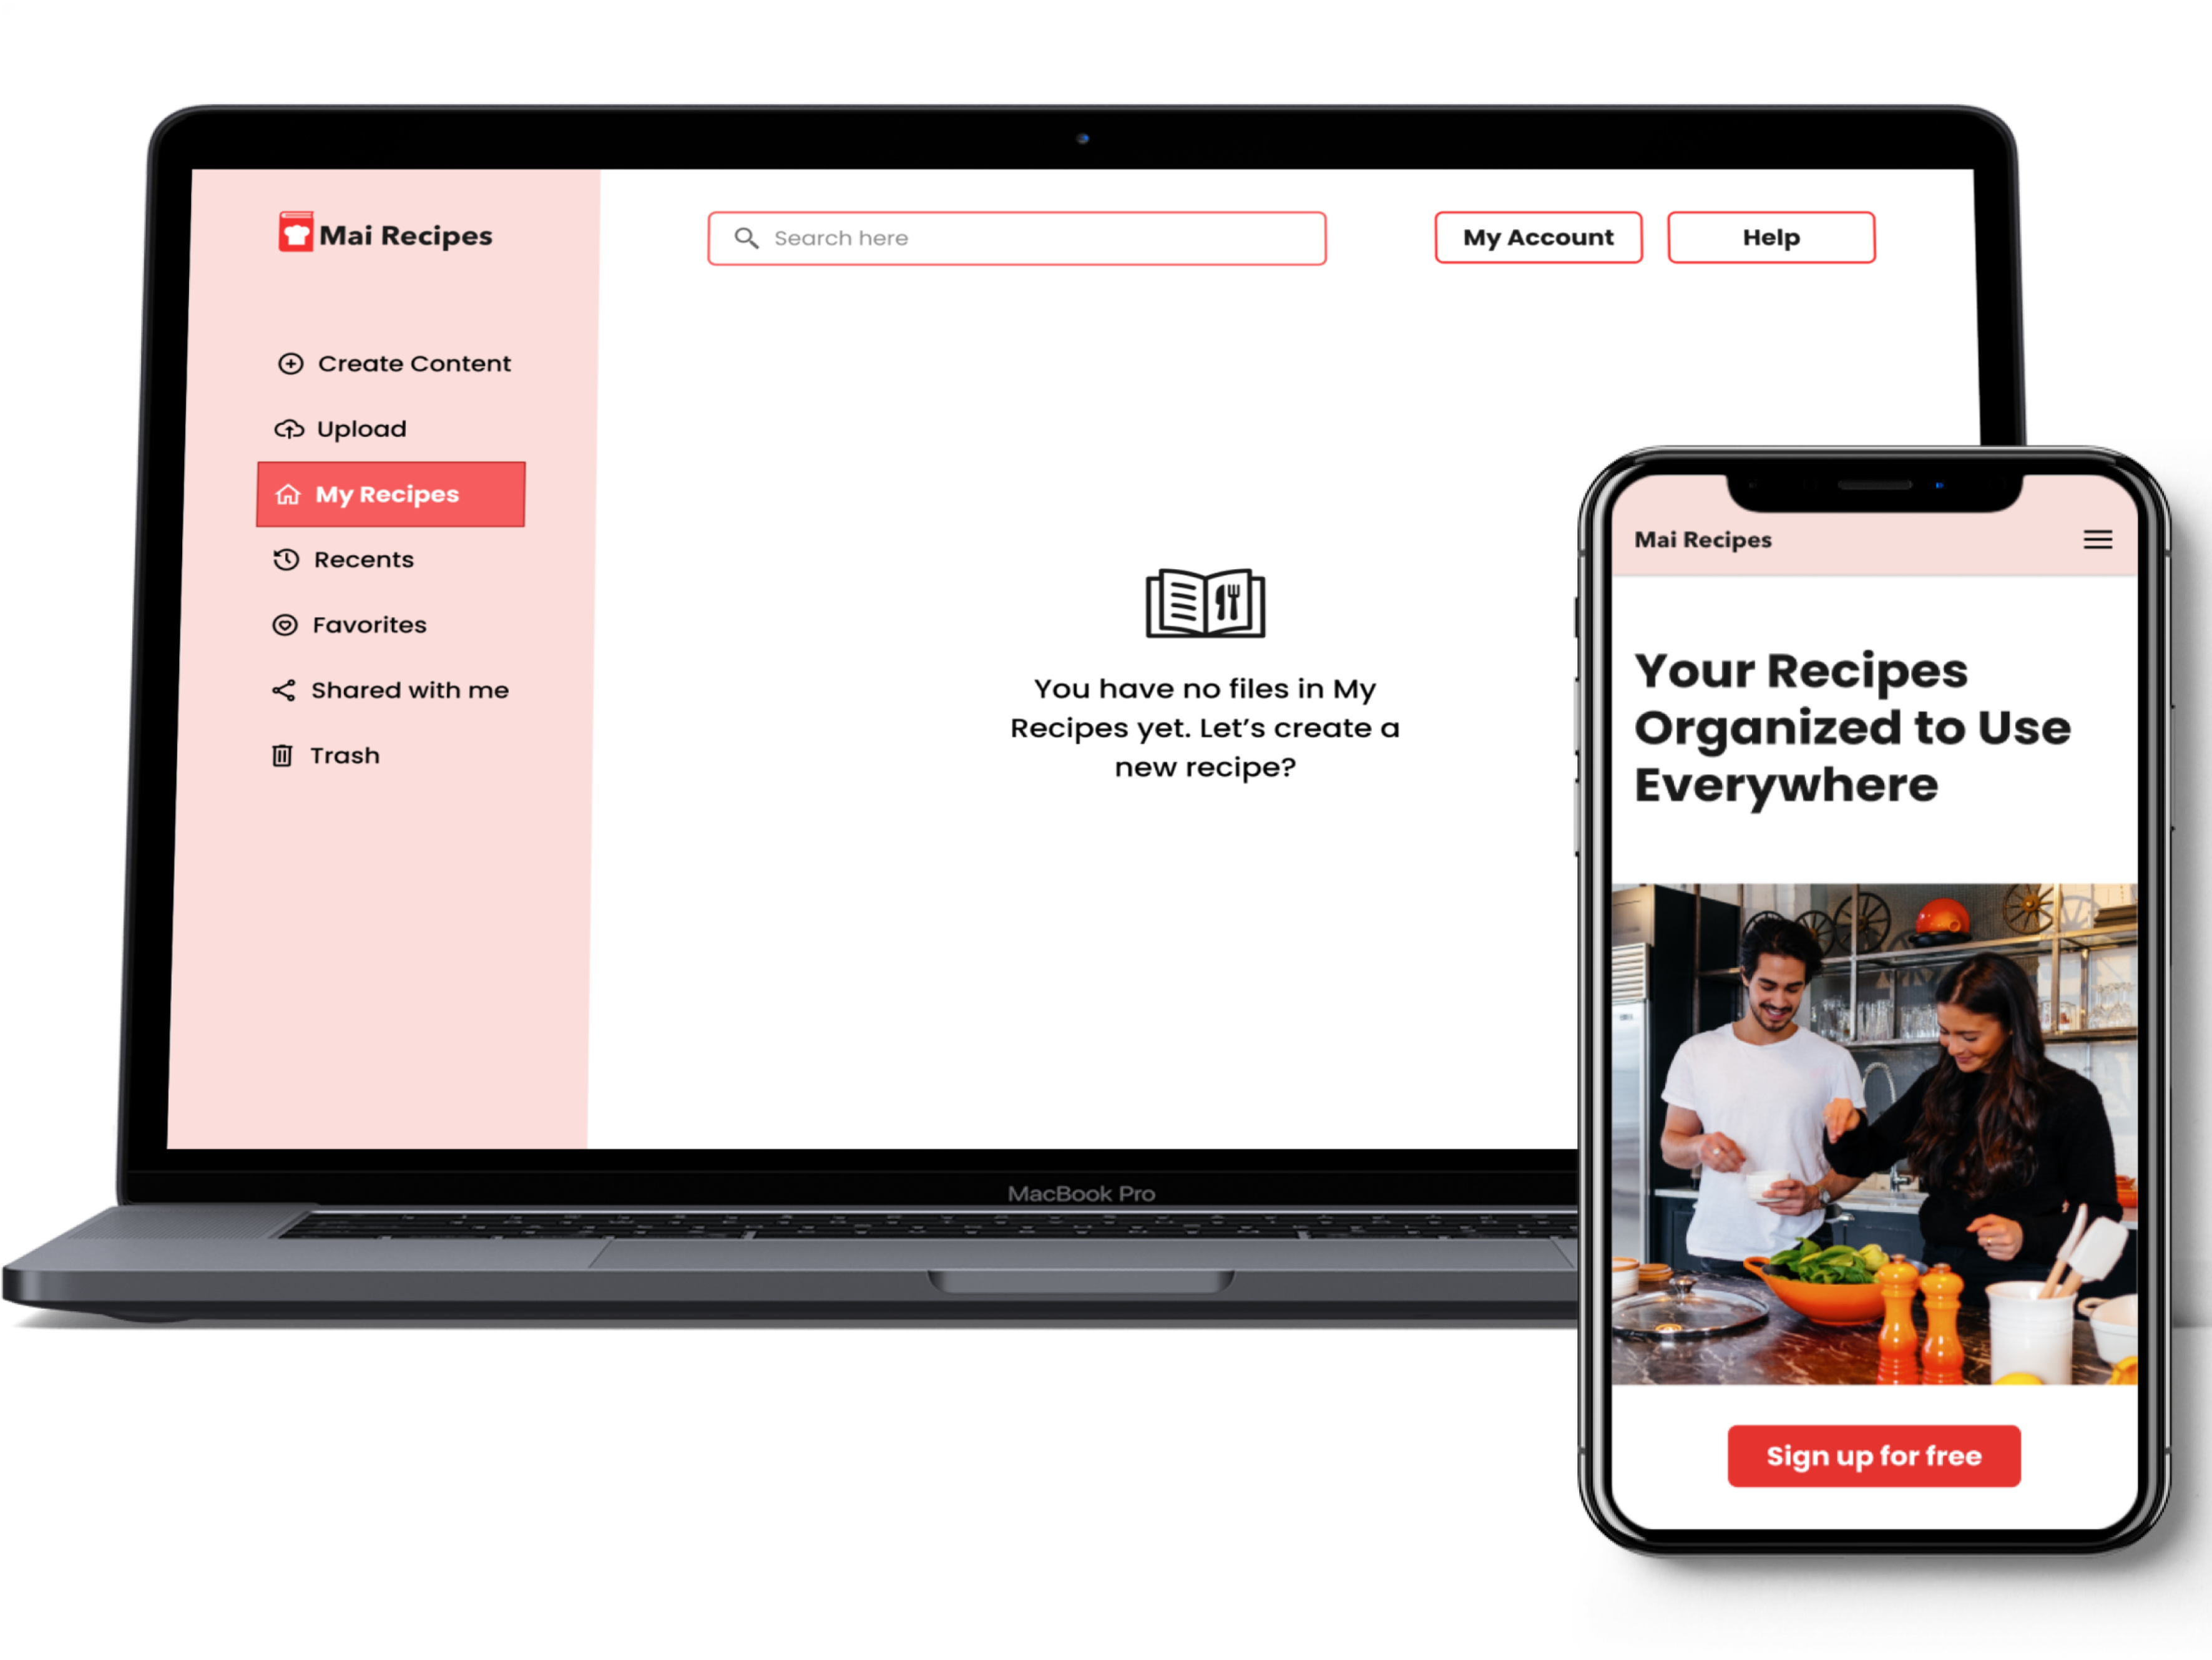 Mai Recipes
Search here
My Account
Help
Create Content
Upload
My Recipes
Recents
Favorites
Shared with me
Trash
You have no files in My
Recipes yet. Let’s create a
new recipe?
MacBook Pro
Mai Recipes
Your Recipes
Organized to Use
Everywhere
Sign up for free